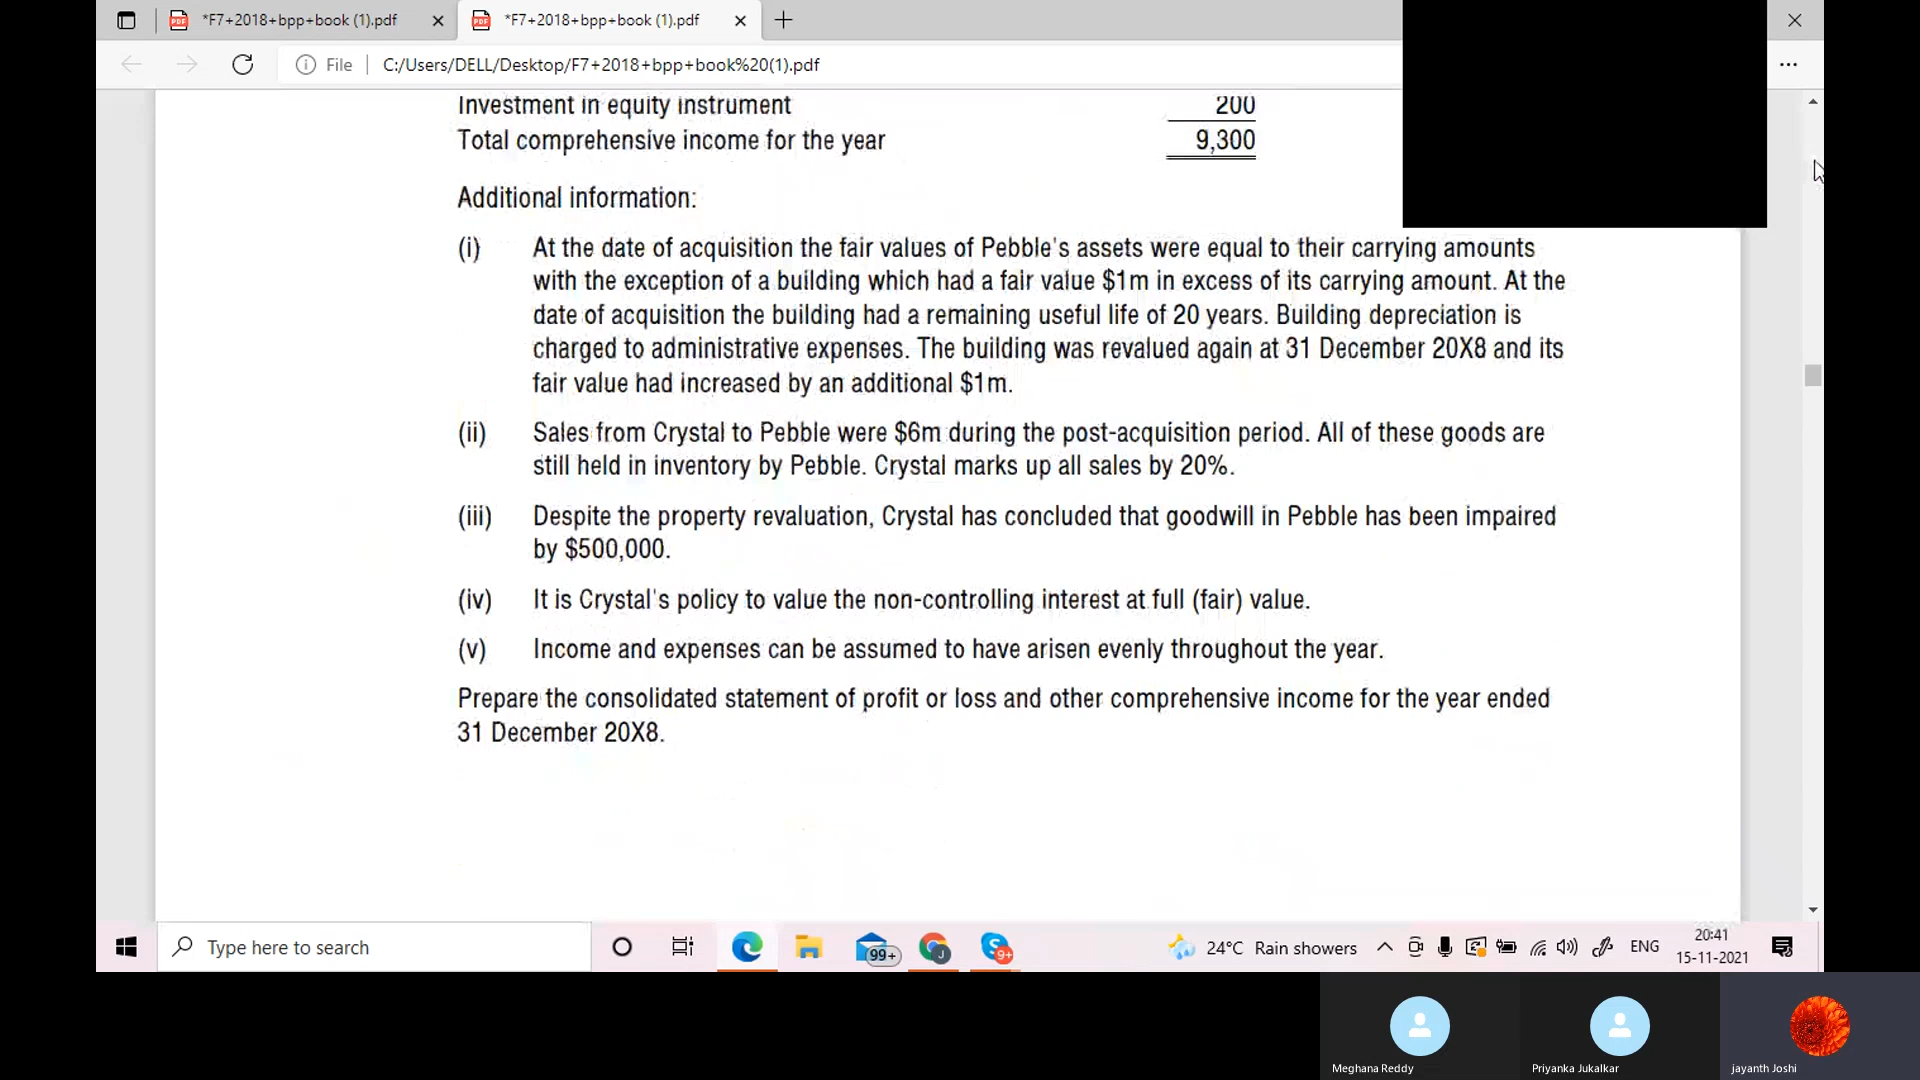 *F7+2018+bpp+book (1).pdf
*F7+2018+bpp+book (1).pdf
File
C:/Users/DELL/Desktop/F7+2018+bpp+book%20(1).pdf
Investment in equity instrument 200
Total comprehensive income for the year 9,300
Additional information:
(i) At the date of acquisition the fair values of Pebble's assets were equal to their carrying amounts
with the exception of a building which had a fair value $1m in excess of its carrying amount. At the
date of acquisition the building had a remaining useful life of 20 years. Building depreciation is
charged to administrative expenses. The building was revalued again at 31 December 20X8 and its
fair value had increased by an additional $1m.
(ii) Sales from Crystal to Pebble were $6m during the post-acquisition period. All of these goods are
still held in inventory by Pebble. Crystal marks up all sales by 20%.
(iii) Despite the property revaluation, Crystal has concluded that goodwill in Pebble has been impaired
by $500,000.
(iv) It is Crystal's policy to value the non-controlling interest at full (fair) value.
(v) Income and expenses can be assumed to have arisen evenly throughout the year.
Prepare the consolidated statement of profit or loss and other comprehensive income for the year ended
31 December 20X8.
Type here to search
99+
J
9+
24°C Rain showers
ENG
20:41
15-11-2021
Meghana Reddy
Priyanka Jukalkar
jayanth Joshi